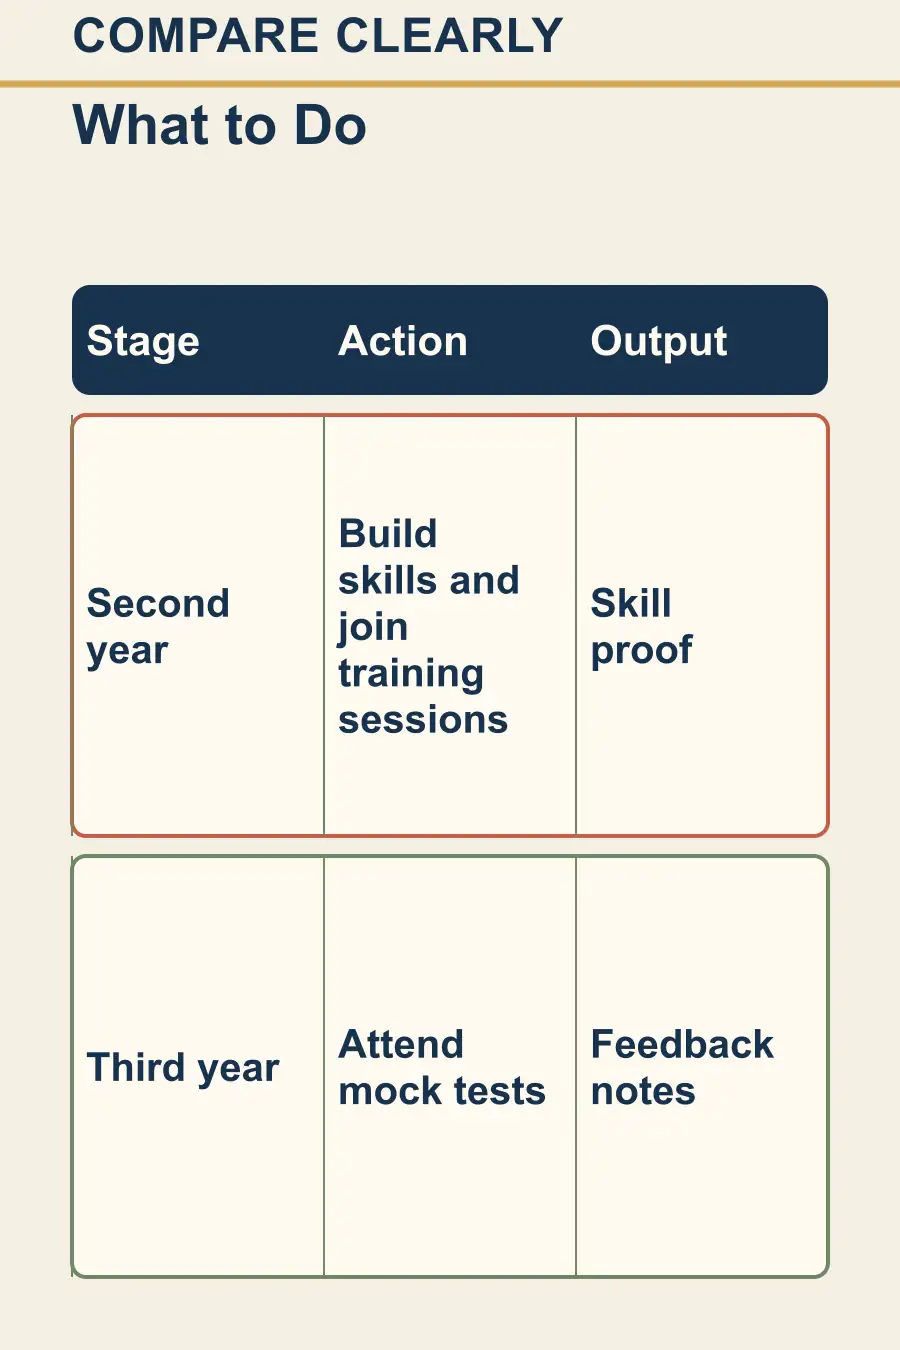 COMPARE CLEARLY
What to Do
Stage Action Output
Second
year
Build
skills and
join
training
sessions
Skill
proof
Third year
Attend
mock tests
Feedback
notes